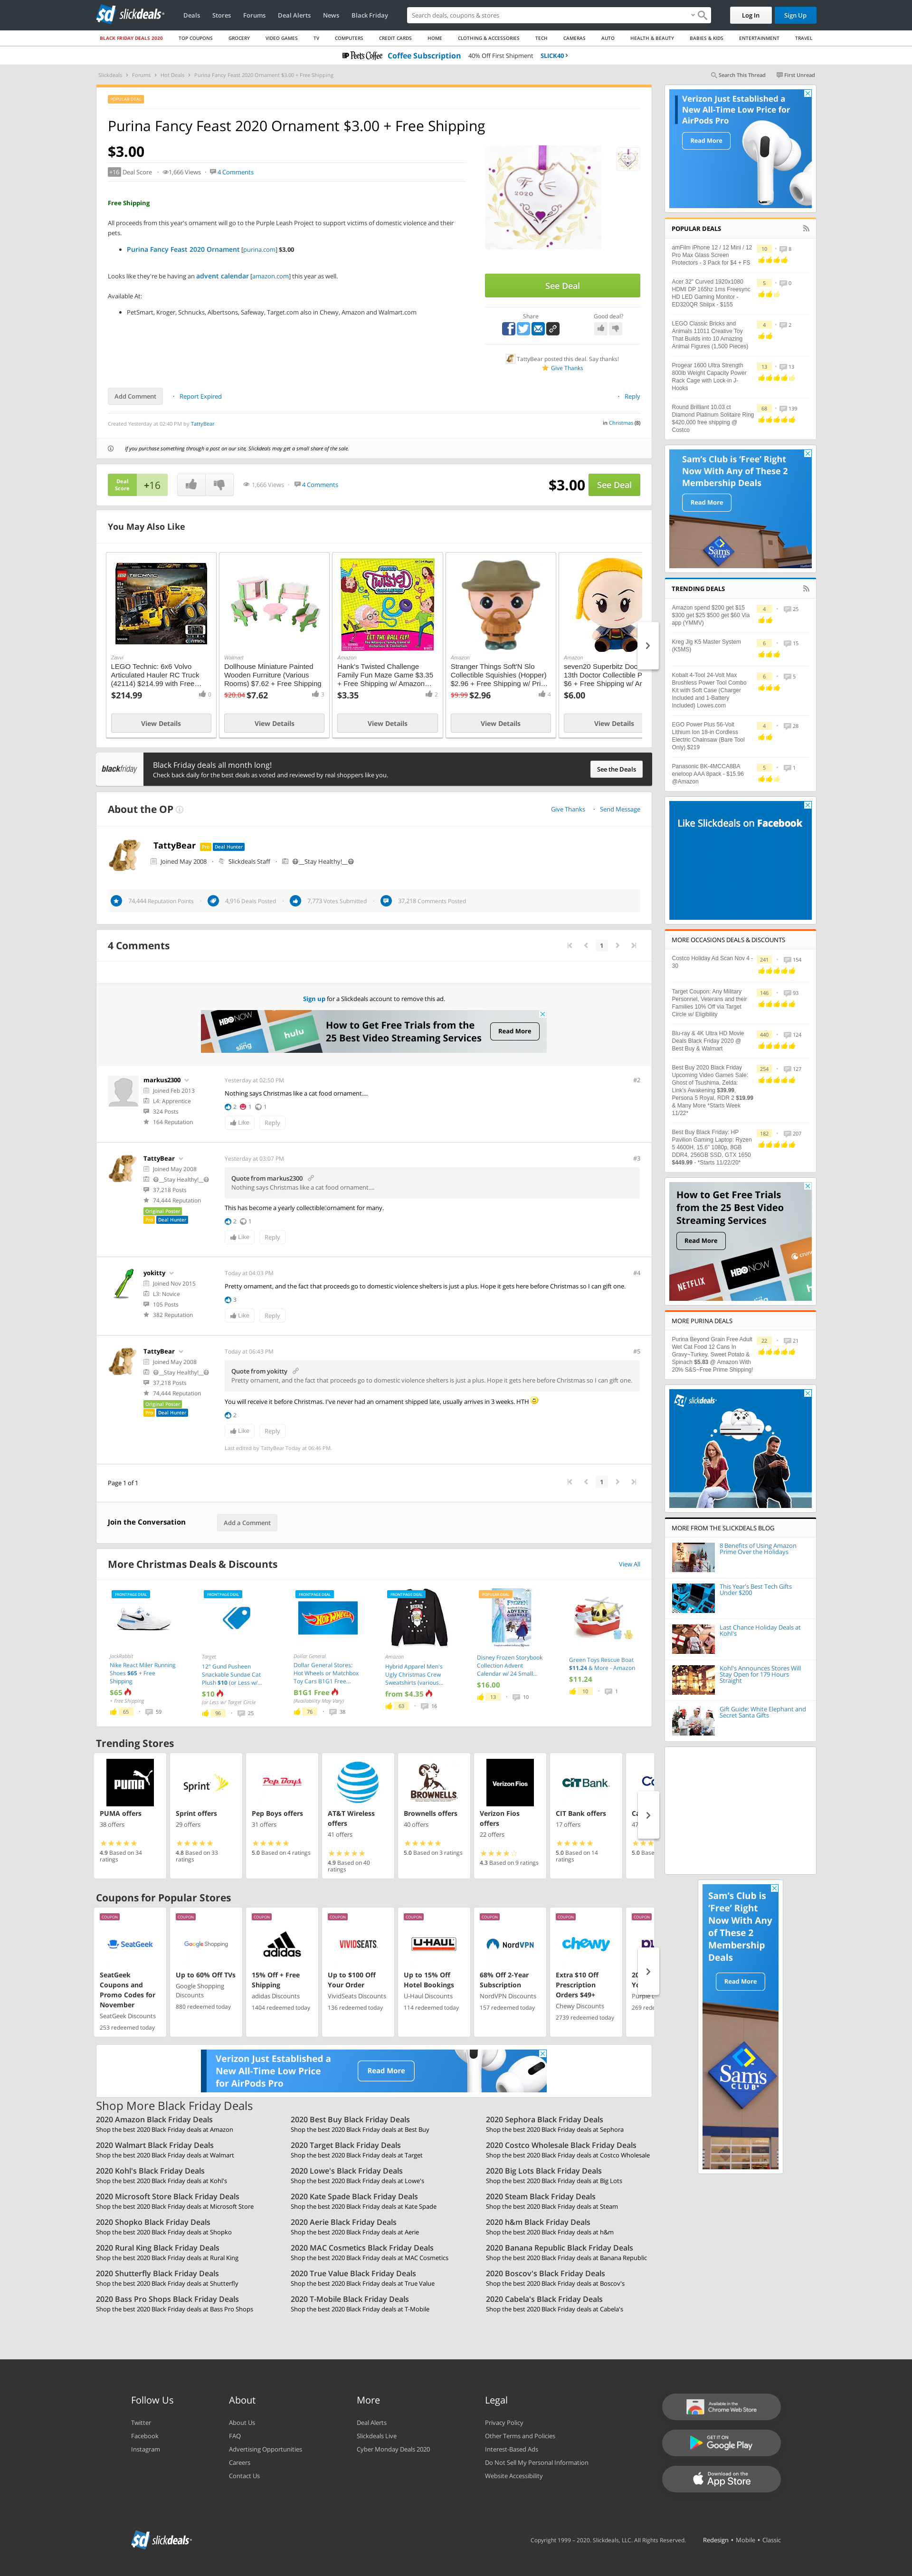 slickdeals
Deals
Stores
Forums
Deal Alerts
News
Black Friday
Search deals, coupons & stores
Log In
Sign Up
BLACK FRIDAY DEALS 2020
TOP COUPONS
GROCERY
VIDEO GAMES
TV
COMPUTERS
CREDIT CARDS
HOME
CLOTHING & ACCESSORIES
TECH
CAMERAS
AUTO
HEALTH & BEAUTY
BABIES & KIDS
ENTERTAINMENT
TRAVEL
Peet's Coffee Coffee Subscription 40% Off First Shipment SLICK40 >
Slickdeals > Forums > Hot Deals > Purina Fancy Feast 2020 Ornament $3.00 + Free Shipping
Search This Thread
First Unread
POPULAR DEAL
Purina Fancy Feast 2020 Ornament $3.00 + Free Shipping
$3.00
+16 Deal Score
1,666 Views
4 Comments
Free Shipping
All proceeds from this year's ornament will go to the Purple Leash Project to support victims of domestic violence and their
pets.
Purina Fancy Feast 2020 Ornament [purina.com] $3.00
Looks like they're be having an advent calendar [amazon.com] this year as well.
Available At:
PetSmart, Kroger, Schnucks, Albertsons, Safeway, Target.com also in Chewy, Amazon and Walmart.com
FF
2020
See Deal
Share
Good deal?
TattyBear posted this deal. Say thanks!
Give Thanks
Add Comment
Report Expired
Reply
Created Yesterday at 02:40 PM by TattyBear
in Christmas (8)
If you purchase something through a post on our site, Slickdeals may get a small share of the sale.
Deal
Score
+16
1,666 Views
4 Comments
$3.00
See Deal
You May Also Like
Zavvi
LEGO Technic: 6x6 Volvo
Articulated Hauler RC Truck
(42114) $214.99 with Free...
$214.99
0
View Details
Walmart
Dollhouse Miniature Painted
Wooden Furniture (Various
Rooms) $7.62 + Free Shipping
$20.04 $7.62
3
View Details
Amazon
Hank's Twisted Challenge
Family Fun Maze Game $3.35
+ Free Shipping w/ Amazon...
$3.35
2
View Details
Amazon
Stranger Things Soft'N Slo
Collectible Squishies (Hopper)
$2.96 + Free Shipping w/ Pri...
$9.99 $2.96
4
View Details
Amazon
seven20 Superbitz Doc
13th Doctor Collectible P
$6 + Free Shipping w/ Ar
$6.00
View Details
blackfriday
Black Friday deals all month long!
Check back daily for the best deals as voted and reviewed by real shoppers like you.
See the Deals
About the OP
Give Thanks
Send Message
TattyBear Pro Deal Hunter
Joined May 2008
Slickdeals Staff
__Stay Healthy!__
74,444 Reputation Points
4,916 Deals Posted
7,773 Votes Submitted
37,218 Comments Posted
4 Comments
1
Sign up for a Slickdeals account to remove this ad.
HBO NOW
sling
hulu
How to Get Free Trials from the
25 Best Video Streaming Services
Read More
markus2300
Joined Feb 2013
L4: Apprentice
324 Posts
164 Reputation
Yesterday at 02:50 PM
#2
Nothing says Christmas like a cat food ornament....
2 1 1
Like
Reply
TattyBear
Joined May 2008
__Stay Healthy!__
37,218 Posts
74,444 Reputation
Original Poster
Pro Deal Hunter
Yesterday at 03:07 PM
#3
Quote from markus2300
Nothing says Christmas like a cat food ornament....
This has become a yearly collectible\ornament for many.
2 1
Like
Reply
yokitty
Joined Nov 2015
L3: Novice
105 Posts
382 Reputation
Today at 04:03 PM
#4
Pretty ornament, and the fact that proceeds go to domestic violence shelters is just a plus. Hope it gets here before Christmas so I can gift one.
3
Like
Reply
TattyBear
Joined May 2008
__Stay Healthy!__
37,218 Posts
74,444 Reputation
Original Poster
Pro Deal Hunter
Today at 06:43 PM
#5
Quote from yokitty
Pretty ornament, and the fact that proceeds go to domestic violence shelters is just a plus. Hope it gets here before Christmas so I can gift one.
You will receive it before Christmas. I've never had an ornament shipped late, usually arrives in 3 weeks. HTH
2
Like
Reply
Last edited by TattyBear Today at 06:46 PM.
Page 1 of 1
1
Join the Conversation
Add a Comment
More Christmas Deals & Discounts
View All
FRONTPAGE DEAL
JackRabbit
Nike React Miler Running
Shoes $65 + Free
Shipping
$65
+ Free Shipping
65
59
FRONTPAGE DEAL
Target
12" Gund Pusheen
Snackable Sundae Cat
Plush $10 (or Less w/...
$10
(or Less w/ Target Circle
96
25
FRONTPAGE DEAL
HOT WHEELS
Dollar General
Dollar General Stores:
Hot Wheels or Matchbox
Toy Cars B1G1 Free...
B1G1 Free
(Availability May Vary)
76
38
FRONTPAGE DEAL
Amazon
Hybrid Apparel Men's
Ugly Christmas Crew
Sweatshirts (various...
from $4.35
63
16
POPULAR DEAL
Disney Frozen Storybook
Collection Advent
Calendar w/ 24 Small...
$16.00
13
10
Green Toys Rescue Boat
$11.24 & More - Amazon
$11.24
10
1
Trending Stores
PUMA
PUMA offers
38 offers
4.9 Based on 34
ratings
Sprint
Sprint offers
29 offers
4.8 Based on 33
ratings
Pep Boys
Pep Boys offers
31 offers
5.0 Based on 4 ratings
AT&T Wireless
offers
41 offers
4.9 Based on 40
ratings
BROWNELLS
Brownells offers
40 offers
5.0 Based on 3 ratings
Verizon Fios
Verizon Fios
offers
22 offers
4.3 Based on 9 ratings
CIT Bank
CIT Bank offers
17 offers
5.0 Based on 14
ratings
Ca
47
5.0 Base
Coupons for Popular Stores
COUPON
SeatGeek
SeatGeek
Coupons and
Promo Codes for
November
SeatGeek Discounts
253 redeemed today
COUPON
Google Shopping
Up to 60% Off TVs
Google Shopping
Discounts
880 redeemed today
COUPON
adidas
15% Off + Free
Shipping
adidas Discounts
1404 redeemed today
COUPON
VIVIDSEATS
Up to $100 Off
Your Order
VividSeats Discounts
136 redeemed today
COUPON
U-HAUL
Up to 15% Off
Hotel Bookings
U-Haul Discounts
114 redeemed today
COUPON
NordVPN
68% Off 2-Year
Subscription
NordVPN Discounts
157 redeemed today
COUPON
chewy
Extra $10 Off
Prescription
Orders $49+
Chewy Discounts
2739 redeemed today
COUPON
20
Yo
Purple D
269 rede
Verizon Just Established a
New All-Time Low Price
for AirPods Pro
Read More
Shop More Black Friday Deals
2020 Amazon Black Friday Deals
Shop the best 2020 Black Friday deals at Amazon
2020 Best Buy Black Friday Deals
Shop the best 2020 Black Friday deals at Best Buy
2020 Sephora Black Friday Deals
Shop the best 2020 Black Friday deals at Sephora
2020 Walmart Black Friday Deals
Shop the best 2020 Black Friday deals at Walmart
2020 Target Black Friday Deals
Shop the best 2020 Black Friday deals at Target
2020 Costco Wholesale Black Friday Deals
Shop the best 2020 Black Friday deals at Costco Wholesale
2020 Kohl's Black Friday Deals
Shop the best 2020 Black Friday deals at Kohl's
2020 Lowe's Black Friday Deals
Shop the best 2020 Black Friday deals at Lowe's
2020 Big Lots Black Friday Deals
Shop the best 2020 Black Friday deals at Big Lots
2020 Microsoft Store Black Friday Deals
Shop the best 2020 Black Friday deals at Microsoft Store
2020 Kate Spade Black Friday Deals
Shop the best 2020 Black Friday deals at Kate Spade
2020 Steam Black Friday Deals
Shop the best 2020 Black Friday deals at Steam
2020 Shopko Black Friday Deals
Shop the best 2020 Black Friday deals at Shopko
2020 Aerie Black Friday Deals
Shop the best 2020 Black Friday deals at Aerie
2020 h&m Black Friday Deals
Shop the best 2020 Black Friday deals at h&m
2020 Rural King Black Friday Deals
Shop the best 2020 Black Friday deals at Rural King
2020 MAC Cosmetics Black Friday Deals
Shop the best 2020 Black Friday deals at MAC Cosmetics
2020 Banana Republic Black Friday Deals
Shop the best 2020 Black Friday deals at Banana Republic
2020 Shutterfly Black Friday Deals
Shop the best 2020 Black Friday deals at Shutterfly
2020 True Value Black Friday Deals
Shop the best 2020 Black Friday deals at True Value
2020 Boscov's Black Friday Deals
Shop the best 2020 Black Friday deals at Boscov's
2020 Bass Pro Shops Black Friday Deals
Shop the best 2020 Black Friday deals at Bass Pro Shops
2020 T-Mobile Black Friday Deals
Shop the best 2020 Black Friday deals at T-Mobile
2020 Cabela's Black Friday Deals
Shop the best 2020 Black Friday deals at Cabela's
Verizon Just Established a
New All-Time Low Price for
AirPods Pro
Read More
POPULAR DEALS
amFilm iPhone 12 / 12 Mini / 12
Pro Max Glass Screen
Protectors - 3 Pack for $4 + FS
10
8
Acer 32" Curved 1920x1080
HDMI DP 165hz 1ms Freesync
HD LED Gaming Monitor -
ED320QR Sbiipx - $155
5
0
LEGO Classic Bricks and
Animals 11011 Creative Toy
That Builds into 10 Amazing
Animal Figures (1,500 Pieces)
4
2
Progear 1600 Ultra Strength
800lb Weight Capacity Power
Rack Cage with Lock-in J-
Hooks
13
13
Round Brilliant 10.03 ct
Diamond Platinum Solitaire Ring
$420,000 free shipping @
Costco
68
139
Sam's Club is 'Free' Right
Now With Any of These 2
Membership Deals
Read More
Sam's
CLUB
TRENDING DEALS
Amazon spend $200 get $15
$300 get $25 $500 get $60 Via
app (YMMV)
4
25
Kreg Jig K5 Master System
(K5MS)
6
15
Kobalt 4-Tool 24-Volt Max
Brushless Power Tool Combo
Kit with Soft Case (Charger
Included and 1-Battery
Included) Lowes.com
6
5
EGO Power Plus 56-Volt
Lithium Ion 18-in Cordless
Electric Chainsaw (Bare Tool
Only) $219
4
28
Panasonic BK-4MCCA8BA
eneloop AAA 8pack - $15.96
@Amazon
5
1
Like Slickdeals on Facebook
MORE OCCASIONS DEALS & DISCOUNTS
Costco Holiday Ad Scan Nov 4 -
30
241
154
Target Coupon: Any Military
Personnel, Veterans and their
Families 10% Off via Target
Circle w/ Eligibility
146
93
Blu-ray & 4K Ultra HD Movie
Deals Black Friday 2020 @
Best Buy & Walmart
440
124
Best Buy 2020 Black Friday
Upcoming Video Games Sale:
Ghost of Tsushima, Zelda:
Link's Awakening $39.99,
Persona 5 Royal, RDR 2 $19.99
& Many More *Starts Week
11/22*
254
127
Best Buy Black Friday: HP
Pavilion Gaming Laptop: Ryzen
5 4600H, 15.6" 1080p, 8GB
DDR4, 256GB SSD, GTX 1650
$449.99 - *Starts 11/22/20*
182
207
How to Get Free Trials
from the 25 Best Video
Streaming Services
Read More
NETFLIX
HBO NOW
MORE PURINA DEALS
Purina Beyond Grain Free Adult
Wet Cat Food 12 Cans In
Gravy~Turkey, Sweet Potato &
Spinach $5.83 @ Amazon With
20% S&S~Free Prime Shipping!
22
21
slickdeals
MORE FROM THE SLICKDEALS BLOG
8 Benefits of Using Amazon
Prime Over the Holidays
This Year's Best Tech Gifts
Under $200
Last Chance Holiday Deals at
Kohl's
Kohl's Announces Stores Will
Stay Open for 179 Hours
Straight
Gift Guide: White Elephant and
Secret Santa Gifts
Sam's Club is
'Free' Right
Now With Any
of These 2
Membership
Deals
Read More
Sam's
CLUB
Follow Us
Twitter
Facebook
Instagram
About
About Us
FAQ
Advertising Opportunities
Careers
Contact Us
More
Deal Alerts
Slickdeals Live
Cyber Monday Deals 2020
Legal
Privacy Policy
Other Terms and Policies
Interest-Based Ads
Do Not Sell My Personal Information
Website Accessibility
Available in the
Chrome Web Store
GET IT ON
Google Play
Download on the
App Store
slickdeals
Copyright 1999 – 2020. Slickdeals, LLC. All Rights Reserved.
Redesign • Mobile • Classic